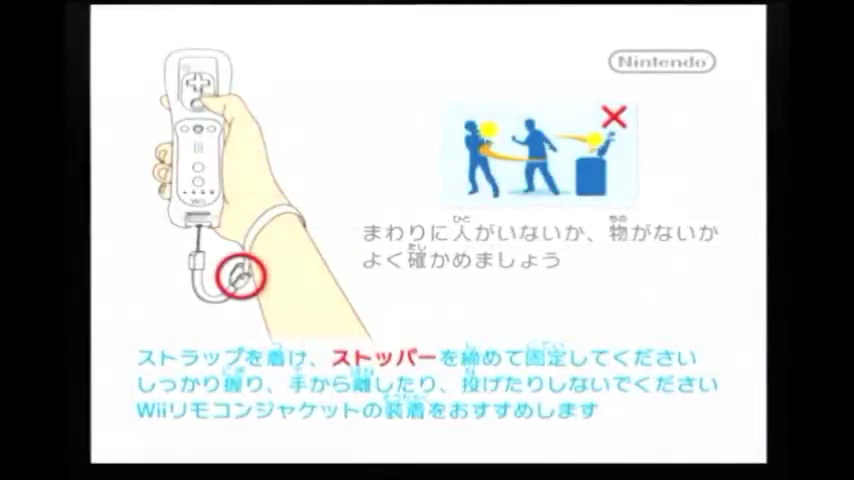 Nintendo
まわりに人がいないか、物がないか
よく確かめましょう
ストラップを着け、ストッパーを締めて固定してください
しっかり握り、手から離したり、投げたりしないでください
Wiiリモコンジャケットの装着をおすすめします